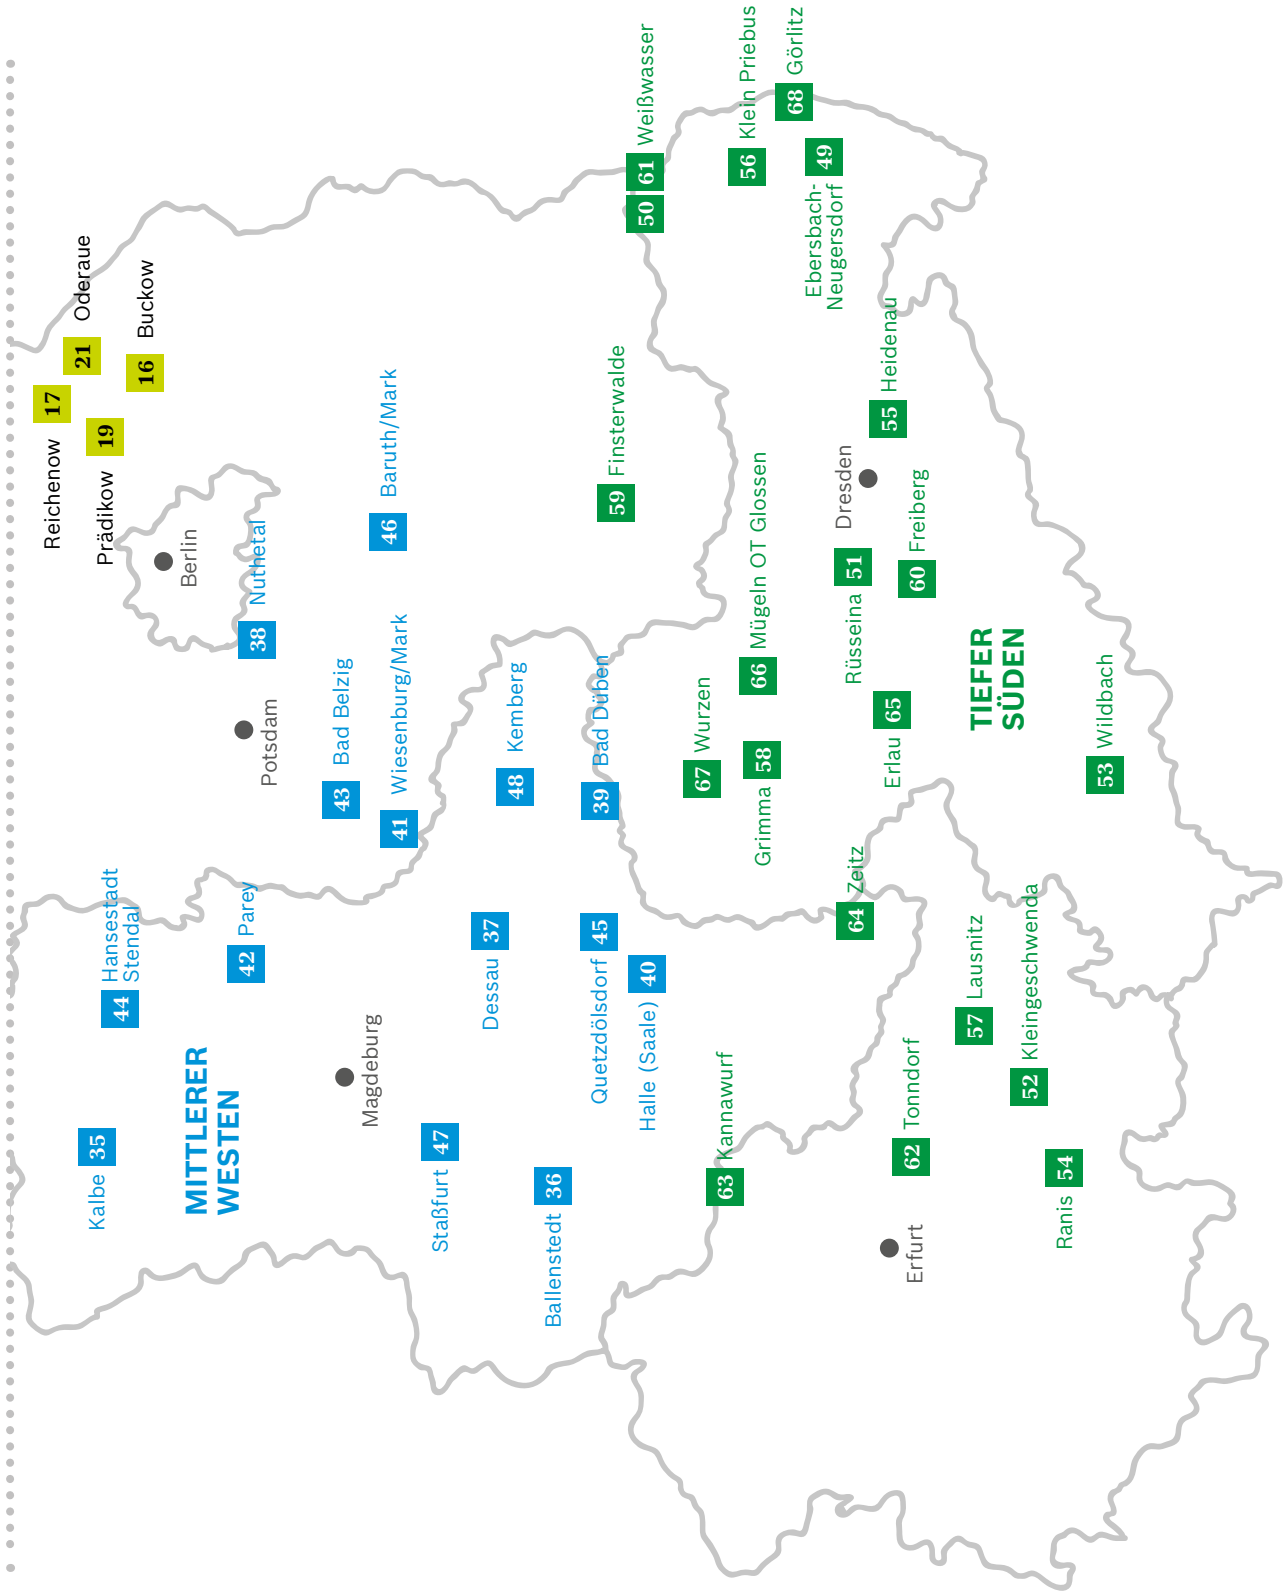 17
Reichenow
21
Oderaue
19
Prädikow
16
Buckow
Berlin
38
Nuthetal
Potsdam
46
Baruth/Mark
43
Bad Belzig
41
Wiesenburg/Mark
48
Kemberg
39
Bad Düben
44
Hansestadt
Stendal
42
Parey
35
Kalbe
MITTLERER
WESTEN
Magdeburg
47
Staßfurt
37
Dessau
36
Ballenstedt
45
Quetzdölsdorf
40
Halle (Saale)
59
Finsterwalde
50
61
Weißwasser
56
Klein Priebus
68
Görlitz
49
Ebersbach-
Neugersdorf
55
Heidenau
Dresden
51
Rüsseina
60
Freiberg
66
Mügeln OT Glossen
67
Wurzen
58
Grimma
65
Erlau
TIEFER
SÜDEN
53
Wildbach
64
Zeitz
63
Kannawurf
57
Lausnitz
52
Kleingeschwenda
62
Tonndorf
54
Ranis
Erfurt